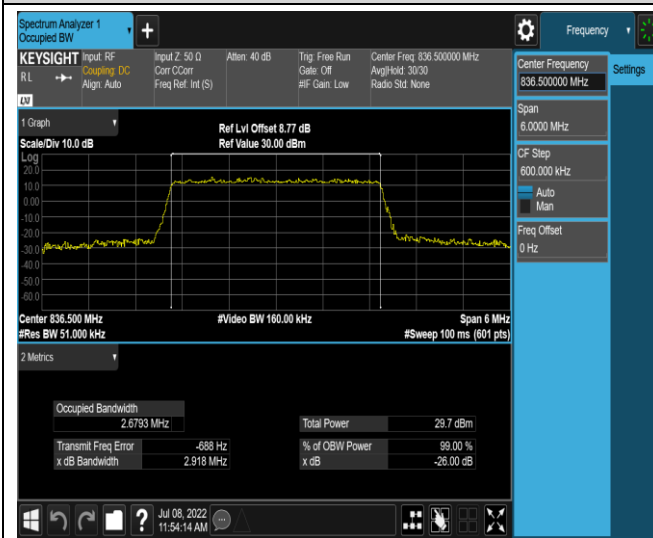 Spectrum Analyzer 1
Occupied BW
+
Frequency
KEYSIGHT Input: RF Input Z: 50 Ω Atten: 40 dB Trig: Free Run Center Freq: 836.500000 MHz
RL Coupling: DC Corr CCorr Gate: Off Avg|Hold: 30/30
Align: Auto Freq Ref: Int (S) #IF Gain: Low Radio Std: None
LXI
Center Frequency
836.500000 MHz
Settings
Span
6.0000 MHz
CF Step
600.000 kHz
Auto
Man
Freq Offset
0 Hz
1 Graph
Ref Lvl Offset 8.77 dB
Scale/Div 10.0 dB Ref Value 30.00 dBm
Log
20.0
10.0
0.00
-10.0
-20.0
-30.0
-40.0
-50.0
-60.0
Center 836.500 MHz #Video BW 160.00 kHz Span 6 MHz
#Res BW 51.000 kHz #Sweep 100 ms (601 pts)
2 Metrics
Occupied Bandwidth
2.6793 MHz
Total Power 29.7 dBm
Transmit Freq Error -688 Hz % of OBW Power 99.00 %
x dB Bandwidth 2.918 MHz x dB -26.00 dB
?
Jul 08, 2022
11:54:14 AM